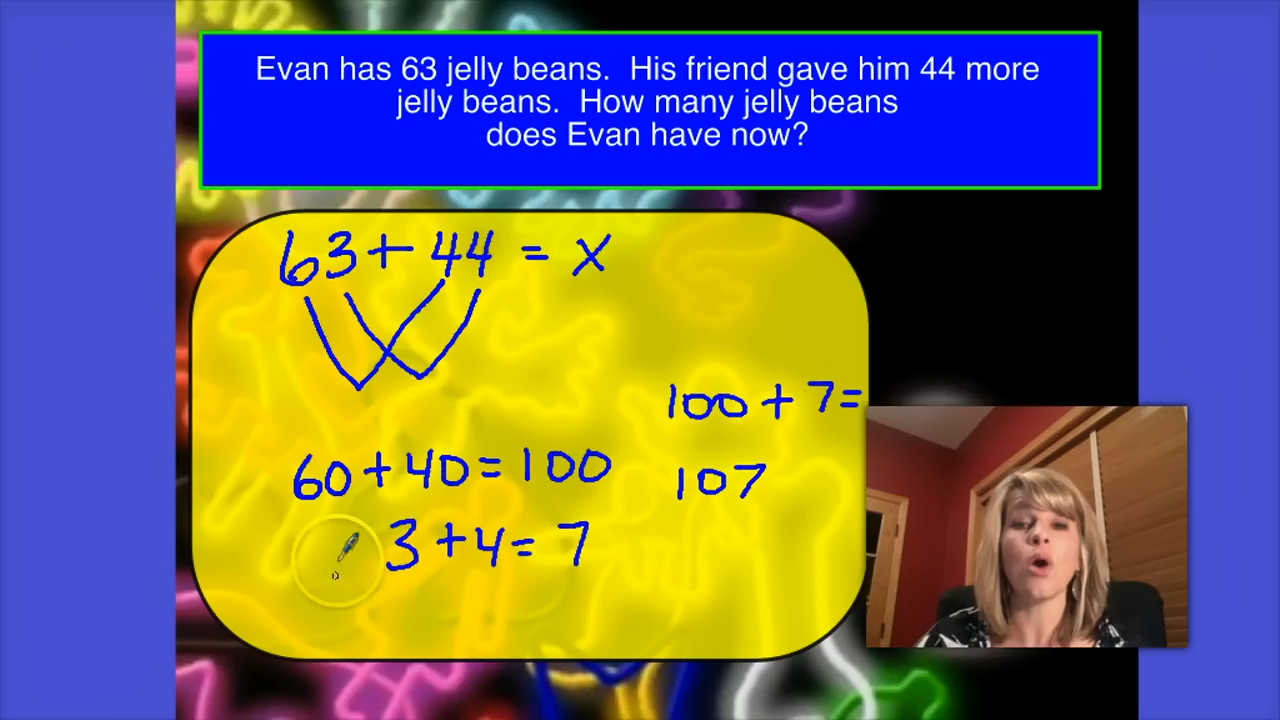 Evan has 63 jelly beans.  His friend gave him 44 more
jelly beans.  How many jelly beans
does Evan have now?
63 + 44 = x
100 + 7 =
107
60 + 40 = 100
3 + 4 = 7